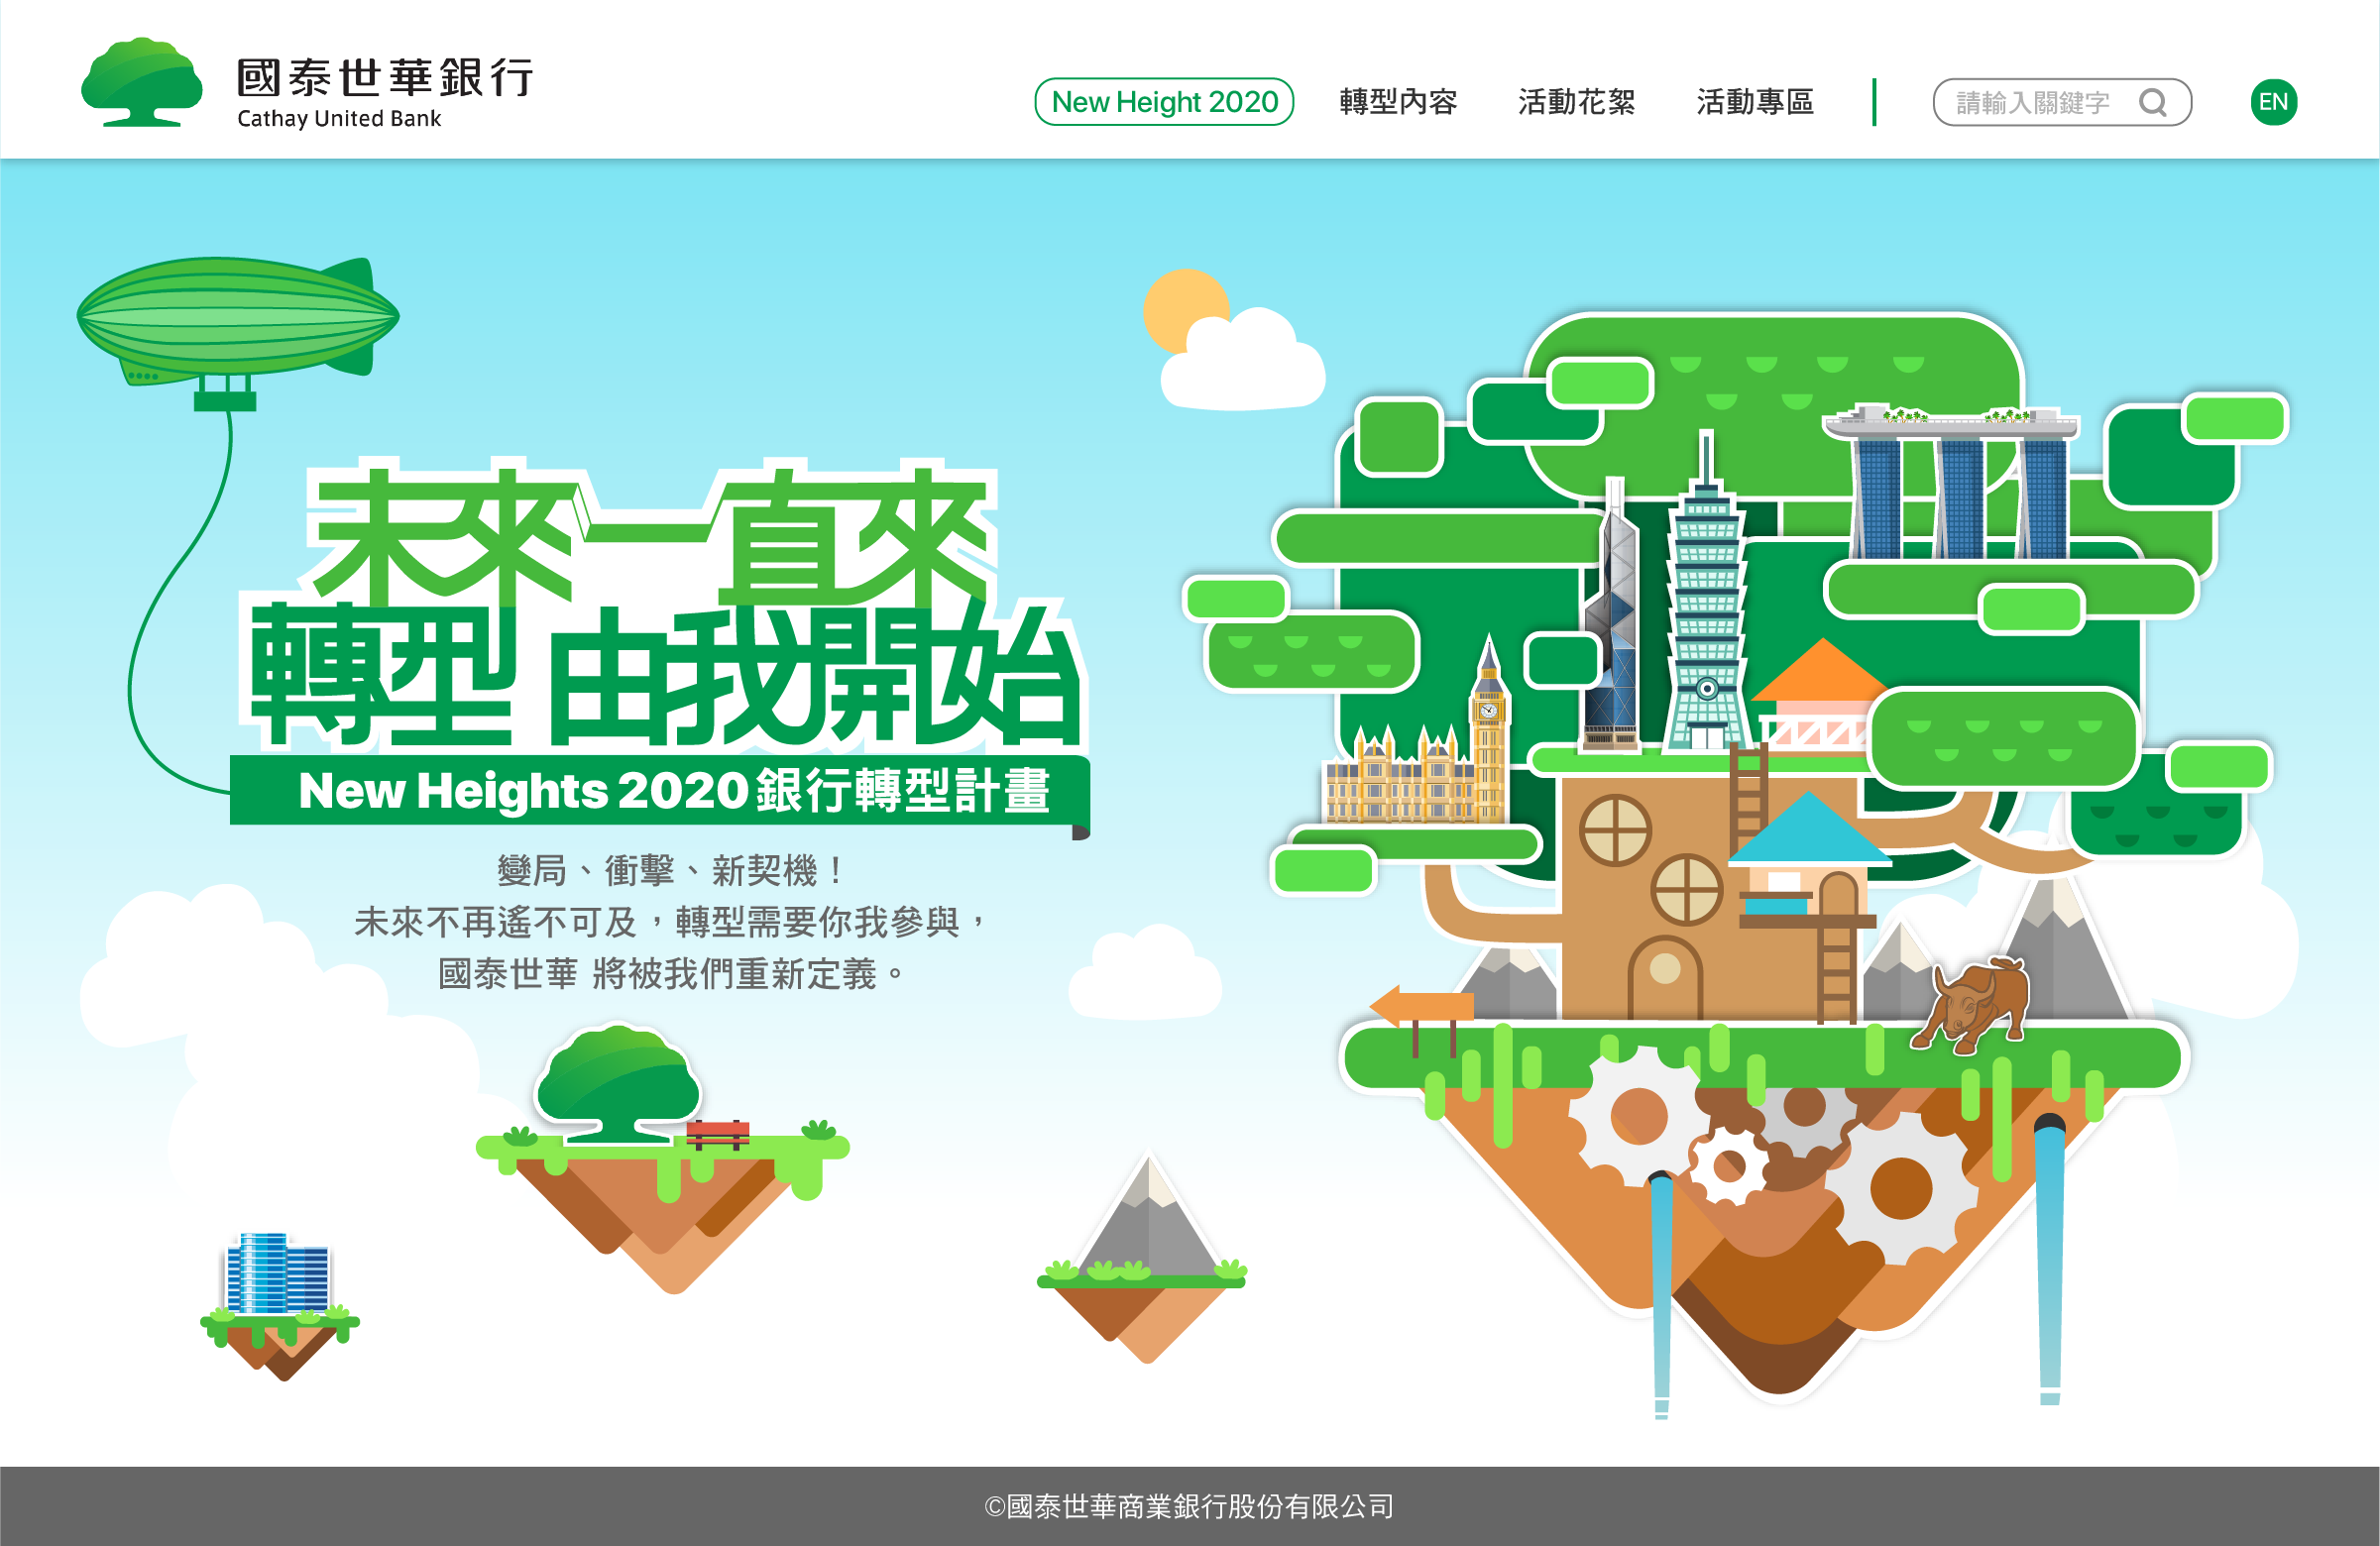 國泰世華銀行
Cathay United Bank
New Height 2020
轉型內容
活動花絮
活動專區
請輸入關鍵字
EN
未來一直來
轉型 由我開始
New Heights 2020 銀行轉型計畫
變局、衝擊、新契機！
未來不再遙不可及，轉型需要你我參與，
國泰世華 將被我們重新定義。
©國泰世華商業銀行股份有限公司